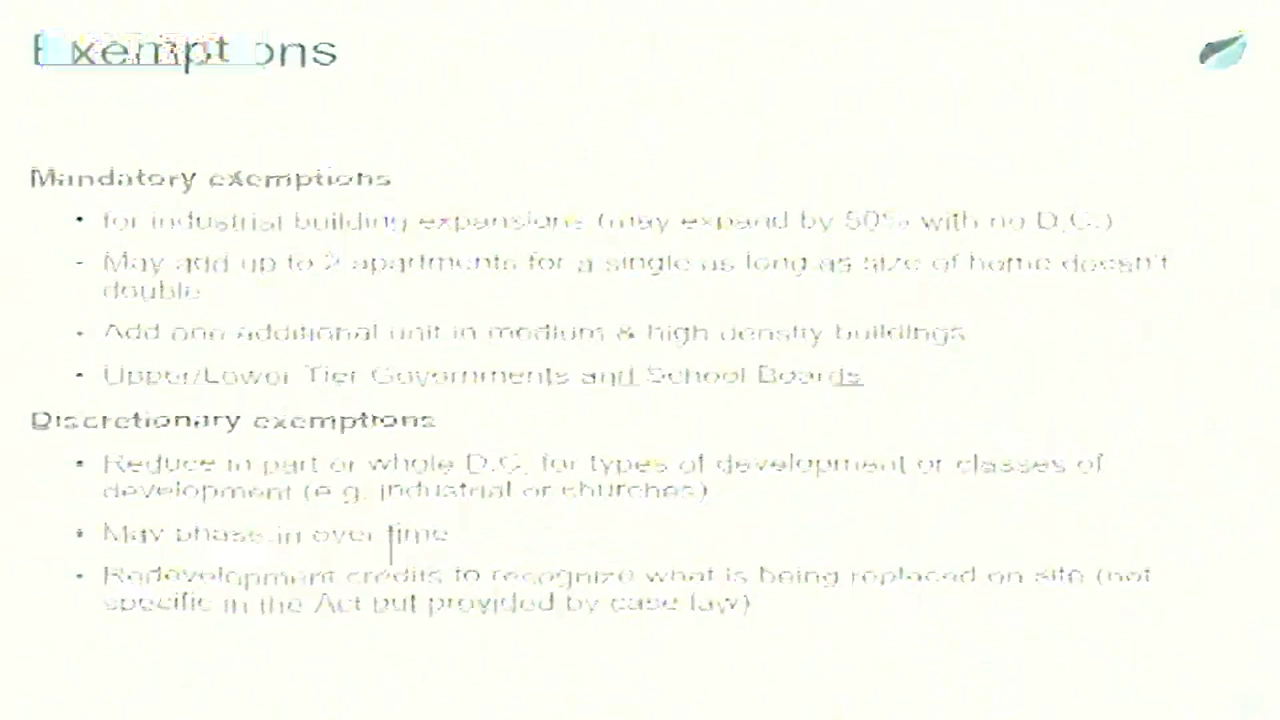 Exemptions
Mandatory exemptions
• for industrial building expansions (may expand by 50% with no D.C.)
- May add up to 2 apartments for a single as long as size of home doesn't
double
• Add one additional unit in medium & high density buildings
• Upper/Lower Tier Governments and School Boards
Discretionary exemptions
• Reduce in part or whole D.C. for types of development or classes of
development (e.g. industrial or churches)
• May phase-in over time
• Redevelopment credits to recognize what is being replaced on site (not
specific in the Act but provided by case law)